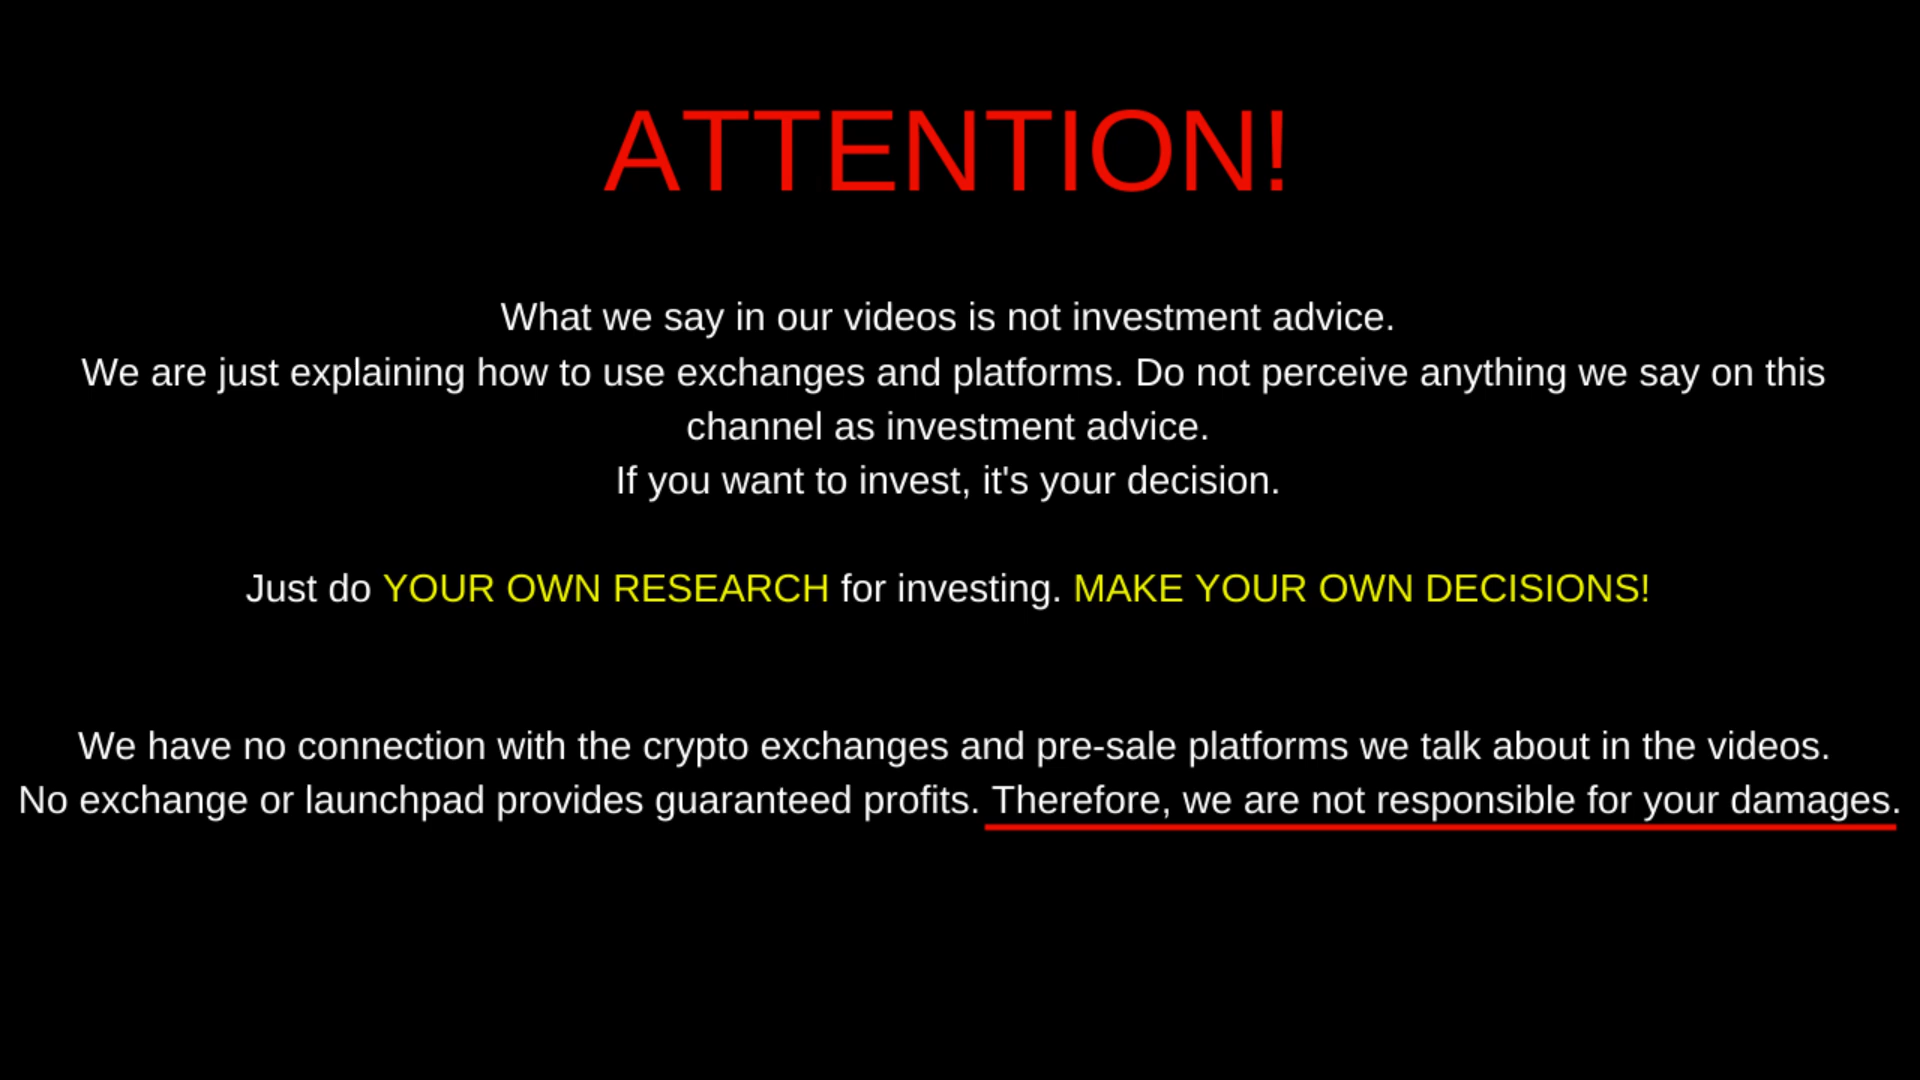 ATTENTION!
What we say in our videos is not investment advice.
We are just explaining how to use exchanges and platforms. Do not perceive anything we say on this
channel as investment advice.
If you want to invest, it's your decision.
Just do YOUR OWN RESEARCH for investing. MAKE YOUR OWN DECISIONS!
We have no connection with the crypto exchanges and pre-sale platforms we talk about in the videos.
No exchange or launchpad provides guaranteed profits. Therefore, we are not responsible for your damages.